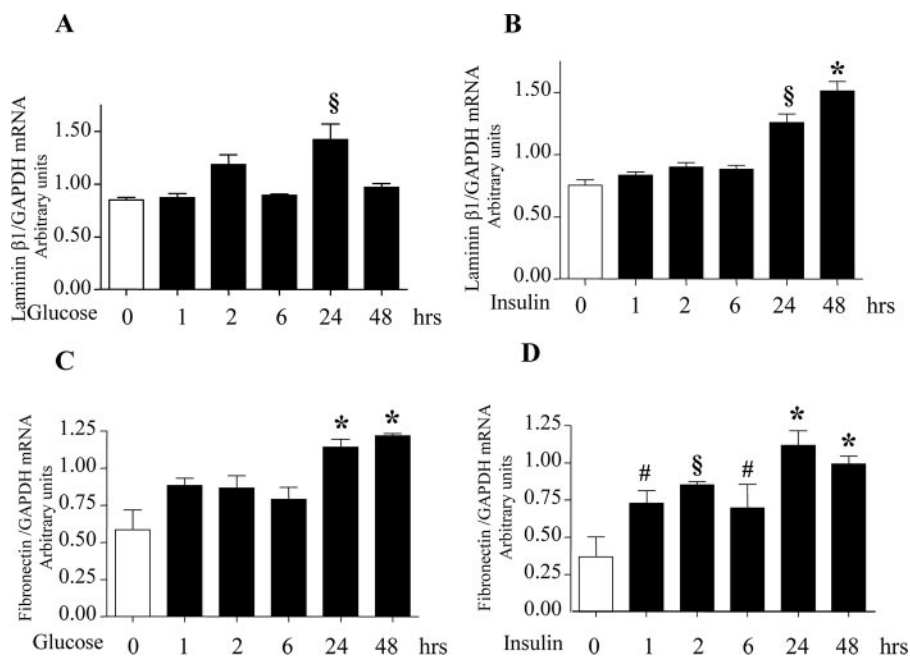 A
Laminin β1/GAPDH mRNA
Arbitrary units
1.50
1.00
0.50
0.00
§
Glucose 0 1 2 6 24 48 hrs
B
Laminin β1/GAPDH mRNA
Arbitrary units
1.50
1.00
0.50
0.00
§ *
Insulin 0 1 2 6 24 48 hrs
C
Fibronectin /GAPDH mRNA
Arbitrary units
1.25
1.00
0.75
0.50
0.25
0.00
* *
Glucose 0 1 2 6 24 48 hrs
D
Fibronectin /GAPDH mRNA
Arbitrary units
1.25
1.00
0.75
0.50
0.25
0.00
# § # * *
Insulin 0 1 2 6 24 48 hrs